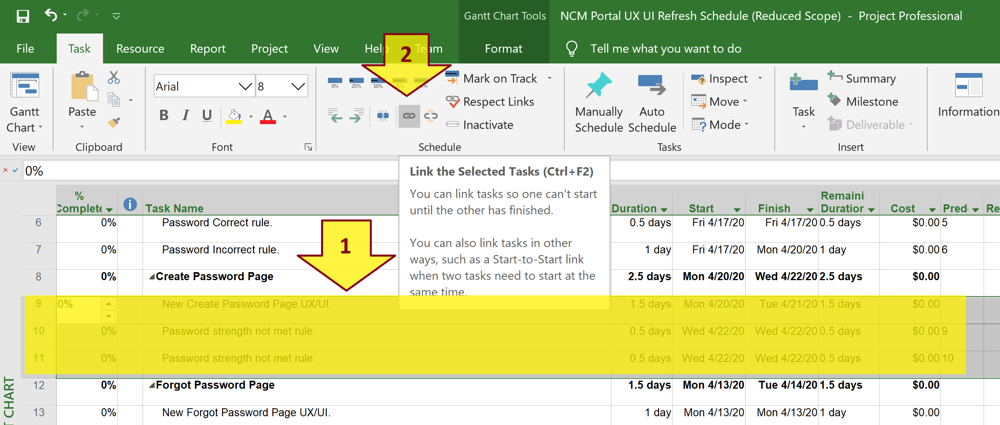 Gantt Chart Tools
NCM Portal UX UI Refresh Schedule (Reduced Scope) - Project Professional
File
Task
Resource
Report
Project
View
Help
Team
Format
Tell me what you want to do
2
Gantt
Chart
View
Paste
Clipboard
Arial
8
B I U
A
Font
0%
25%
50%
75%
100%
Mark on Track
Respect Links
Inactivate
Schedule
Manually
Schedule
Auto
Schedule
Inspect
Move
Mode
Tasks
Task
Summary
Milestone
Deliverable
Insert
Information
0%
Link the Selected Tasks (Ctrl+F2)
You can link tasks so one can't start
until the other has finished.
You can also link tasks in other
ways, such as a Start-to-Start link
when two tasks need to start at the
same time.
1
% Complete Task Name Duration Start Finish Remaini Duration Cost Pred Re
6 0% Password Correct rule. 0.5 days Fri 4/17/20 Fri 4/17/20 0.5 days $0.00 5
7 0% Password Incorrect rule. 1 day Fri 4/17/20 Mon 4/20/20 1 day $0.00 6
8 0% Create Password Page 2.5 days Mon 4/20/20 Wed 4/22/20 2.5 days $0.00
9 0% New Create Password Page UX/UI. 1.5 days Mon 4/20/20 Tue 4/21/20 1.5 days $0.00
10 0% Password strength not met rule. 0.5 days Wed 4/22/20 Wed 4/22/20 0.5 days $0.00 9
11 0% Password strength not met rule. 0.5 days Wed 4/22/20 Wed 4/22/20 0.5 days $0.00 10
12 0% Forgot Password Page 1.5 days Mon 4/13/20 Tue 4/14/20 1.5 days $0.00
13 0% New Forgot Password Page UX/UI. 1 day Mon 4/13/20 Mon 4/13/20 1 day $0.00
T CHART